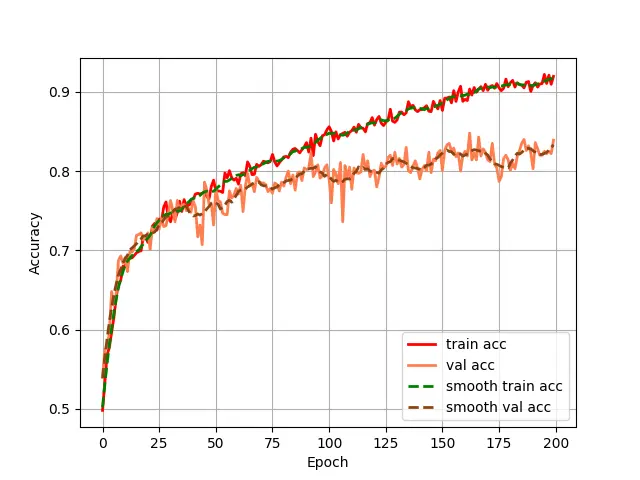 0.9
0.8
0.7
0.6
0.5
Accuracy
train acc
val acc
smooth train acc
smooth val acc
0 25 50 75 100 125 150 175 200
Epoch